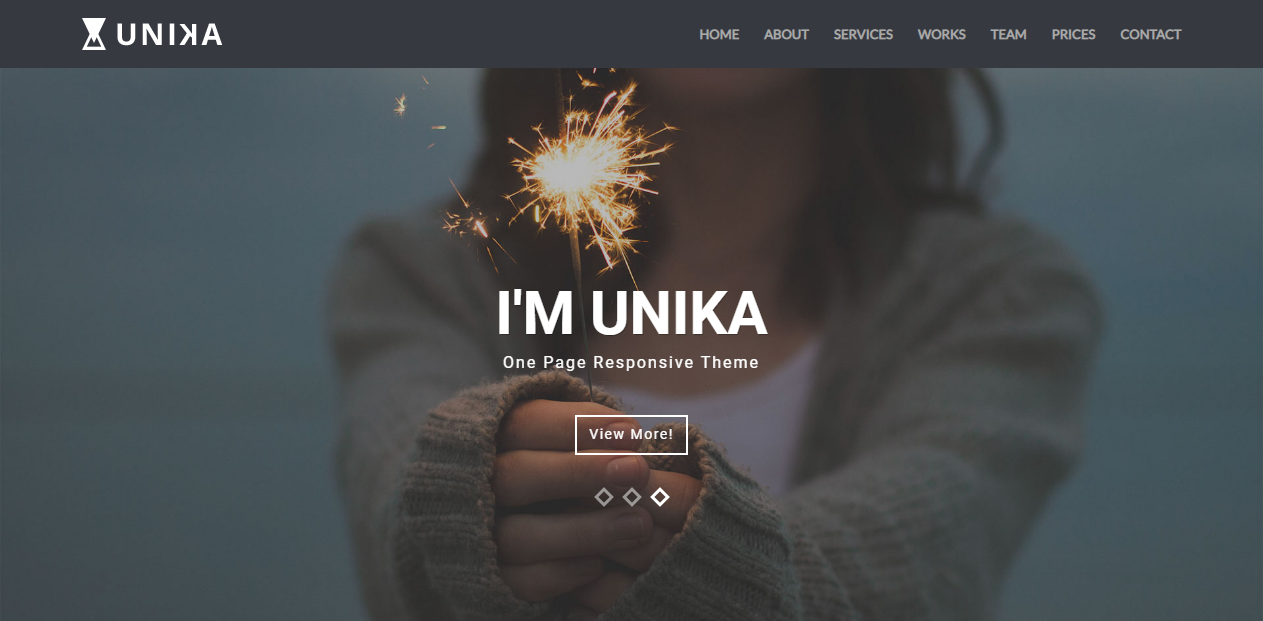 UNIKA
HOME ABOUT SERVICES WORKS TEAM PRICES CONTACT
I'M UNIKA
One Page Responsive Theme
View More!